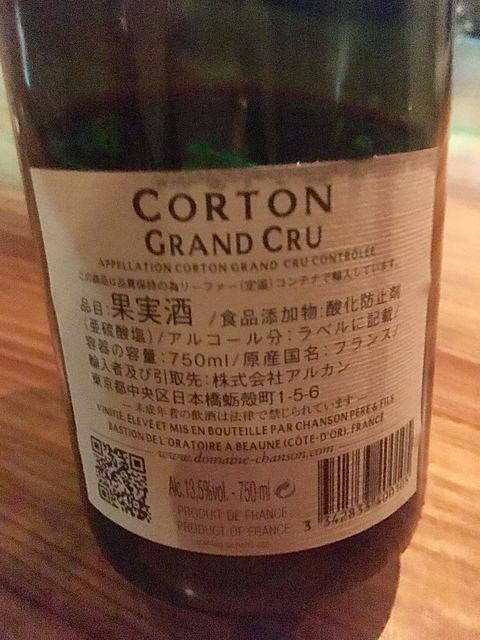 CORTON
GRAND CRU
APPELLATION CORTON GRAND CRU CONTRÔLÉE
この商品は品質保持の為リーファー(定温)コンテナで輸入しています。
品目:果実酒 /食品添加物:酸化防止剤
(亜硫酸塩)/アルコール分:ラベルに記載/
容器の容量:750ml/原産国名:フランス/
輸入者及び引取先:株式会社アルカン
東京都中央区日本橋蛎殻町1-5-6
―未成年者の飲酒は法律で禁じられています―
VINIFIÉ, ÉLEVÉ ET MIS EN BOUTEILLE PAR CHANSON PÈRE & FILS
BASTION DE L'ORATOIRE À BEAUNE (CÔTE-D'OR), FRANCE
www.domaine-chanson.com
Alc.13,5%vol. - 750 ml e
PRODUIT DE FRANCE
PRODUCT OF FRANCE
3 342833